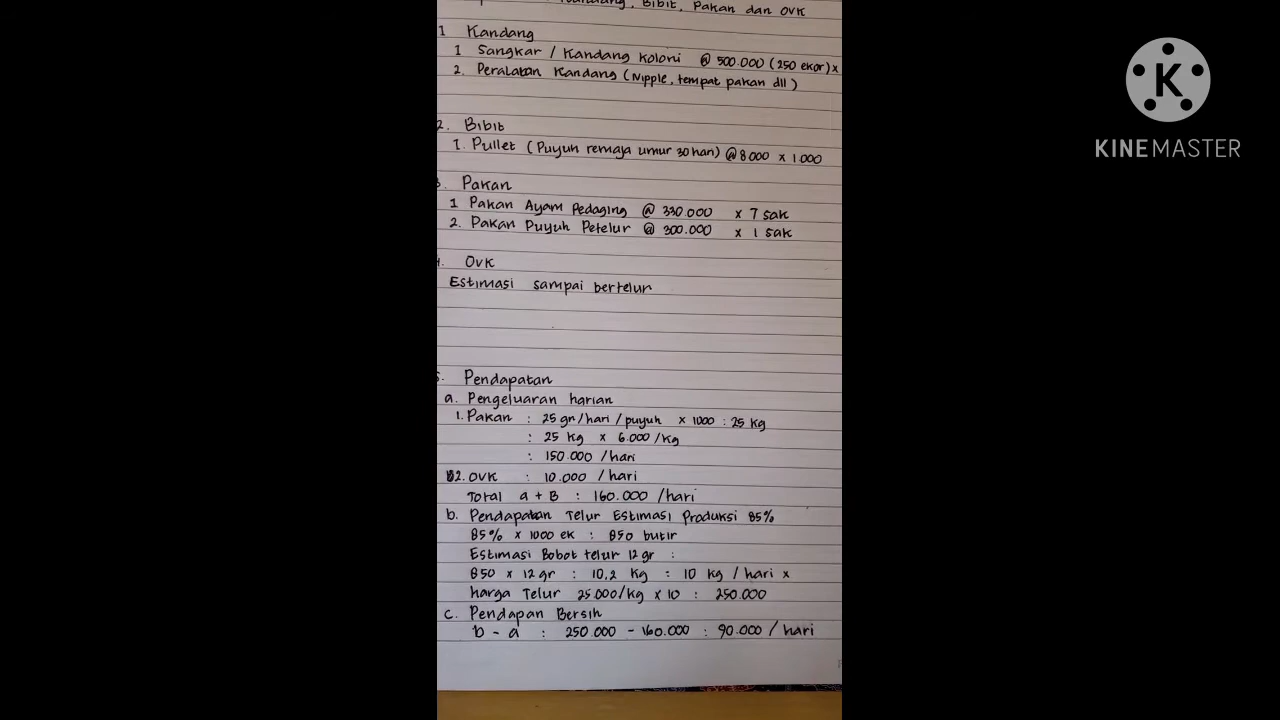 Kandang, Bibit, Pakan dan OVK
1 Kandang
1 Sangkar / Kandang Koloni @ 500.000 (250 ekor) x
2. Peralatan Kandang (Nipple, tempat pakan dll)
2. Bibit
1. Pullet (Puyuh remaja umur 30 hari) @ 8000 x 1.000
3. Pakan
1 Pakan Ayam Pedaging @ 330.000 x 7 sak
2. Pakan Puyuh Petelur @ 300.000 x 1 sak
4. OVK
Estimasi sampai bertelur
5. Pendapatan
a. Pengeluaran harian
1. Pakan : 25 gr/hari/puyuh x 1000 : 25 kg
: 25 kg x 6.000/kg
: 150.000 /hari
2. OVK : 10.000 /hari
Total a + B : 160.000 /hari
b. Pendapatan Telur Estimasi Produksi 85%
85% x 1000 ek : 850 butir
Estimasi Bobot telur 12 gr :
850 x 12 gr : 10,2 kg : 10 kg / hari x
harga Telur 25.000/kg x 10 : 250.000
c. Pendapan Bersih
b - a : 250.000 - 160.000 : 90.000 / hari
KINEMASTER